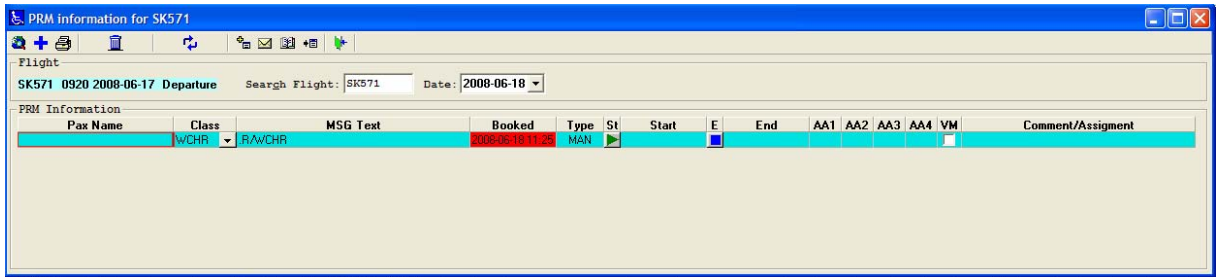 PRM information for SK571
Flight
SK571 0920 2008-06-17 Departure Search Flight: SK571 Date: 2008-06-18
PRM Information
Pax Name Class MSG Text Booked Type St Start E End AA1 AA2 AA3 AA4 VM Comment/Assigment
WCHR .R/WCHR 2008-06-18 11:25 MAN